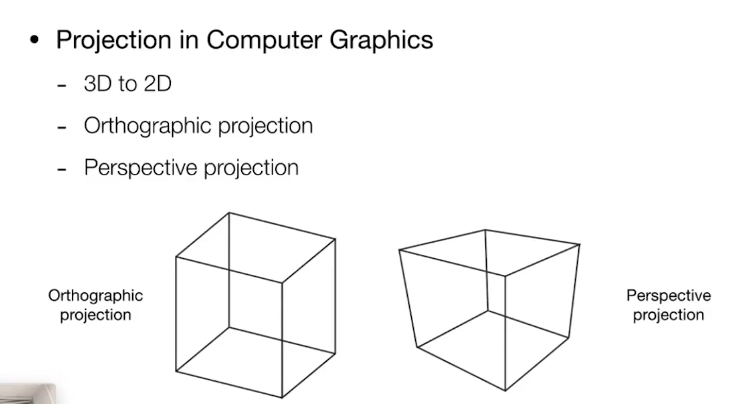 • Projection in Computer Graphics
- 3D to 2D
- Orthographic projection
- Perspective projection
Orthographic
projection
Perspective
projection